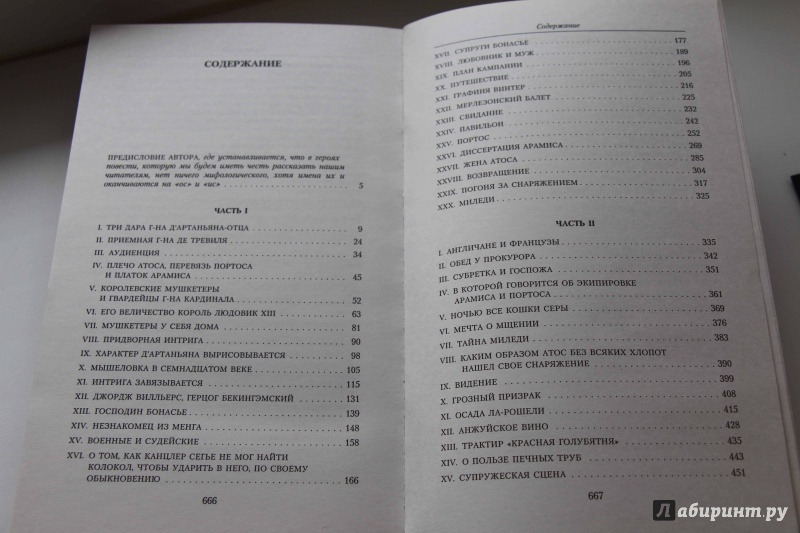 СОДЕРЖАНИЕ
ПРЕДИСЛОВИЕ АВТОРА, где устанавливается, что в героях
повести, которую мы будем иметь честь рассказать нашим
читателям, нет ничего мифологического, хотя имена их и
оканчиваются на «ос» и «ис» 5
ЧАСТЬ I
I. ТРИ ДАРА Г-НА Д'АРТАНЬЯНА-ОТЦА 9
II. ПРИЕМНАЯ Г-НА ДЕ ТРЕВИЛЯ 24
III. АУДИЕНЦИЯ 34
IV. ПЛЕЧО АТОСА, ПЕРЕВЯЗЬ ПОРТОСА
И ПЛАТОК АРАМИСА 45
V. КОРОЛЕВСКИЕ МУШКЕТЕРЫ
И ГВАРДЕЙЦЫ Г-НА КАРДИНАЛА 52
VI. ЕГО ВЕЛИЧЕСТВО КОРОЛЬ ЛЮДОВИК XIII 63
VII. МУШКЕТЕРЫ У СЕБЯ ДОМА 81
VIII. ПРИДВОРНАЯ ИНТРИГА 90
IX. ХАРАКТЕР Д'АРТАНЬЯНА ВЫРИСОВЫВАЕТСЯ 98
X. МЫШЕЛОВКА В СЕМНАДЦАТОМ ВЕКЕ 105
XI. ИНТРИГА ЗАВЯЗЫВАЕТСЯ 115
XII. ДЖОРДЖ ВИЛЛЬЕРС, ГЕРЦОГ БЕКИНГЭМСКИЙ 131
XIII. ГОСПОДИН БОНАСЬЕ 139
XIV. НЕЗНАКОМЕЦ ИЗ МЕНГА 148
XV. ВОЕННЫЕ И СУДЕЙСКИЕ 158
XVI. О ТОМ, КАК КАНЦЛЕР СЕГЬЕ НЕ МОГ НАЙТИ
КОЛОКОЛ, ЧТОБЫ УДАРИТЬ В НЕГО, ПО СВОЕМУ
ОБЫКНОВЕНИЮ 166
666
Содержание
XVII. СУПРУГИ БОНАСЬЕ 177
XVIII. ЛЮБОВНИК И МУЖ 189
XIX. ПЛАН КАМПАНИИ 196
XX. ПУТЕШЕСТВИЕ 205
XXI. ГРАФИНЯ ВИНТЕР 216
XXII. МЕРЛЕЗОНСКИЙ БАЛЕТ 225
XXIII. СВИДАНИЕ 232
XXIV. ПАВИЛЬОН 242
XXV. ПОРТОС 252
XXVI. ДИССЕРТАЦИЯ АРАМИСА 269
XXVII. ЖЕНА АТОСА 285
XXVIII. ВОЗВРАЩЕНИЕ 304
XXIX. ПОГОНЯ ЗА СНАРЯЖЕНИЕМ 317
XXX. МИЛЕДИ 325
ЧАСТЬ II
I. АНГЛИЧАНЕ И ФРАНЦУЗЫ 335
II. ОБЕД У ПРОКУРОРА 342
III. СУБРЕТКА И ГОСПОЖА 351
IV. В КОТОРОЙ ГОВОРИТСЯ ОБ ЭКИПИРОВКЕ
АРАМИСА И ПОРТОСА 361
V. НОЧЬЮ ВСЕ КОШКИ СЕРЫ 369
VI. МЕЧТА О МЩЕНИИ 376
VII. ТАЙНА МИЛЕДИ 383
VIII. КАКИМ ОБРАЗОМ АТОС БЕЗ ВСЯКИХ ХЛОПОТ
НАШЕЛ СВОЕ СНАРЯЖЕНИЕ 390
IX. ВИДЕНИЕ 399
X. ГРОЗНЫЙ ПРИЗРАК 408
XI. ОСАДА ЛА-РОШЕЛИ 415
XII. АНЖУЙСКОЕ ВИНО 428
XIII. ТРАКТИР «КРАСНАЯ ГОЛУБЯТНЯ» 435
XIV. О ПОЛЬЗЕ ПЕЧНЫХ ТРУБ 443
XV. СУПРУЖЕСКАЯ СЦЕНА 451
667
Лабиринт.ру